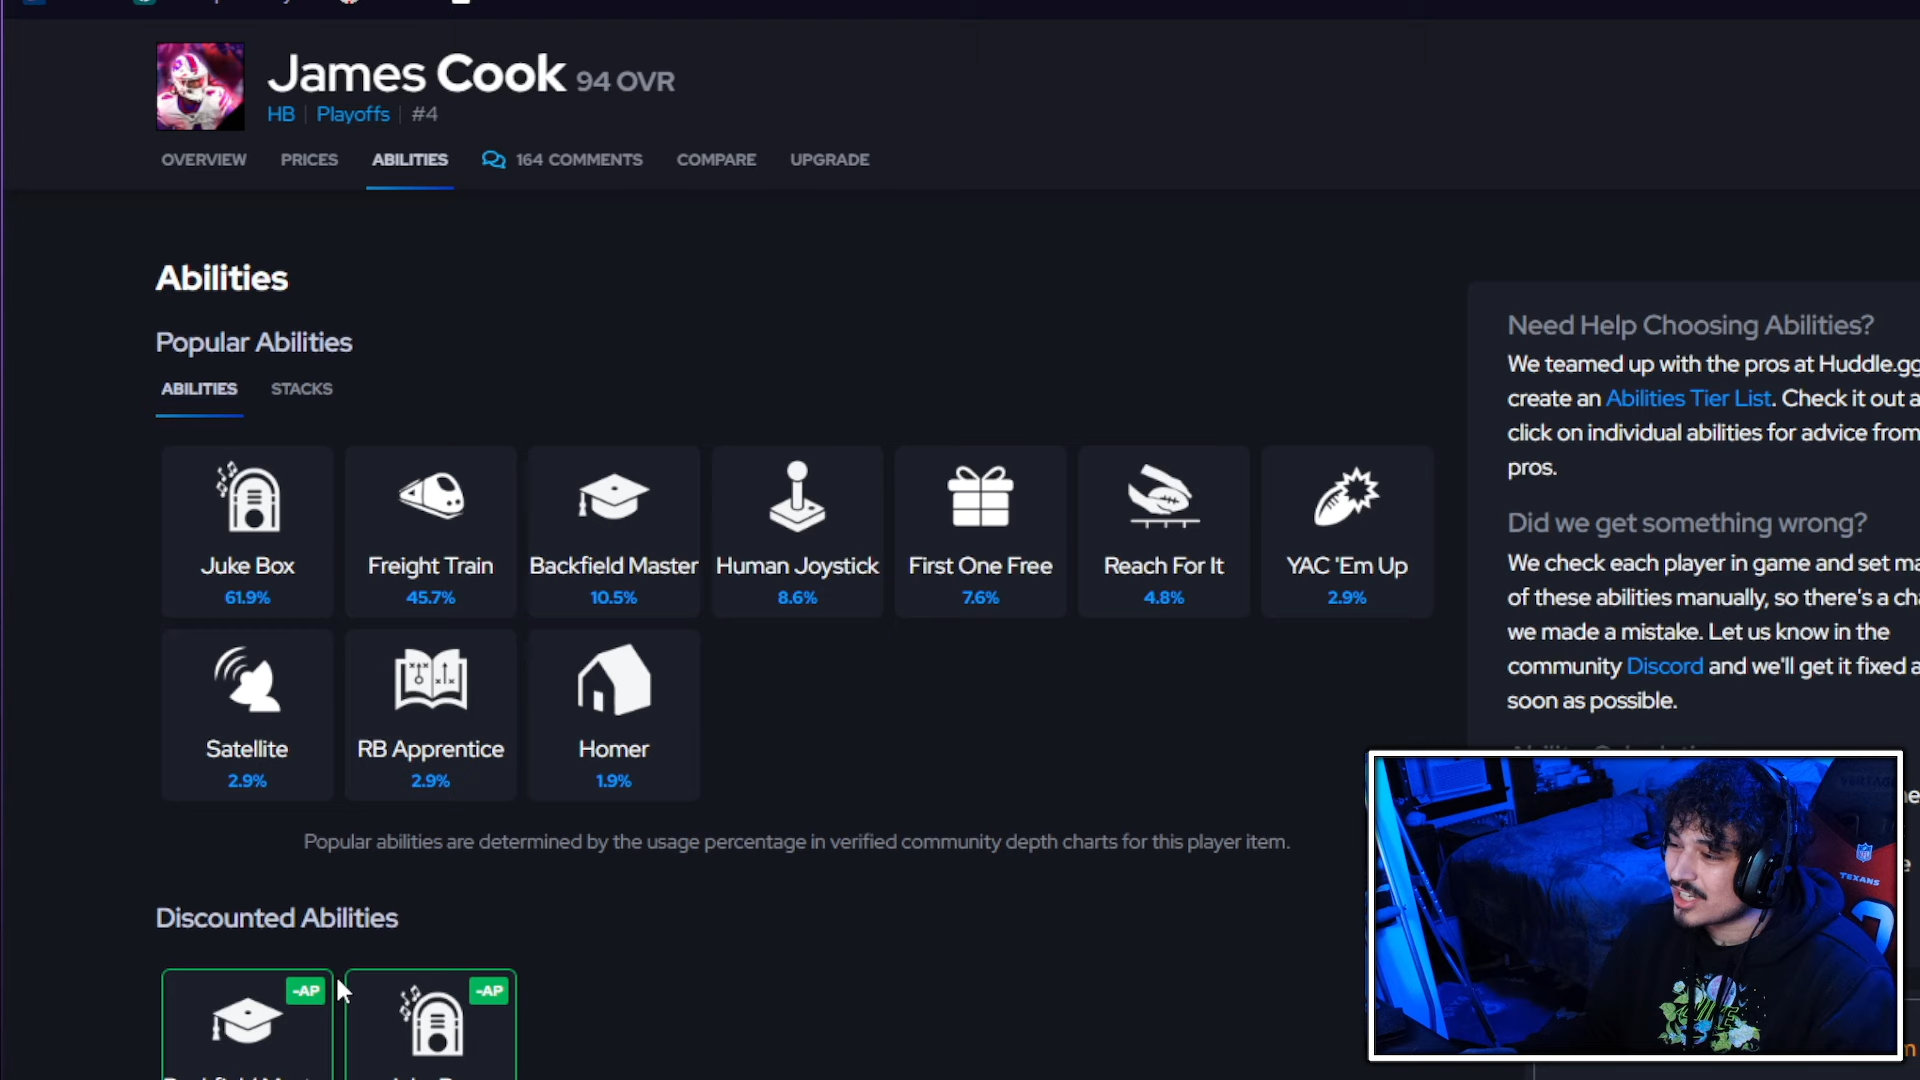 James Cook 94 OVR
HB Playoffs #4
OVERVIEW PRICES ABILITIES 164 COMMENTS COMPARE UPGRADE
Abilities
Popular Abilities
ABILITIES STACKS
Juke Box Freight Train Backfield Master Human Joystick First One Free Reach For It YAC 'Em Up
61.9% 45.7% 10.5% 8.6% 7.6% 4.8% 2.9%
Satellite RB Apprentice Homer
2.9% 2.9% 1.9%
Popular abilities are determined by the usage percentage in verified community depth charts for this player item.
Discounted Abilities
-AP -AP
Need Help Choosing Abilities?
We teamed up with the pros at Huddle.gg
create an Abilities Tier List. Check it out a
click on individual abilities for advice from
pros.
Did we get something wrong?
We check each player in game and set ma
of these abilities manually, so there's a cha
we made a mistake. Let us know in the
community Discord and we'll get it fixed a
soon as possible.
NFL
TEXANS